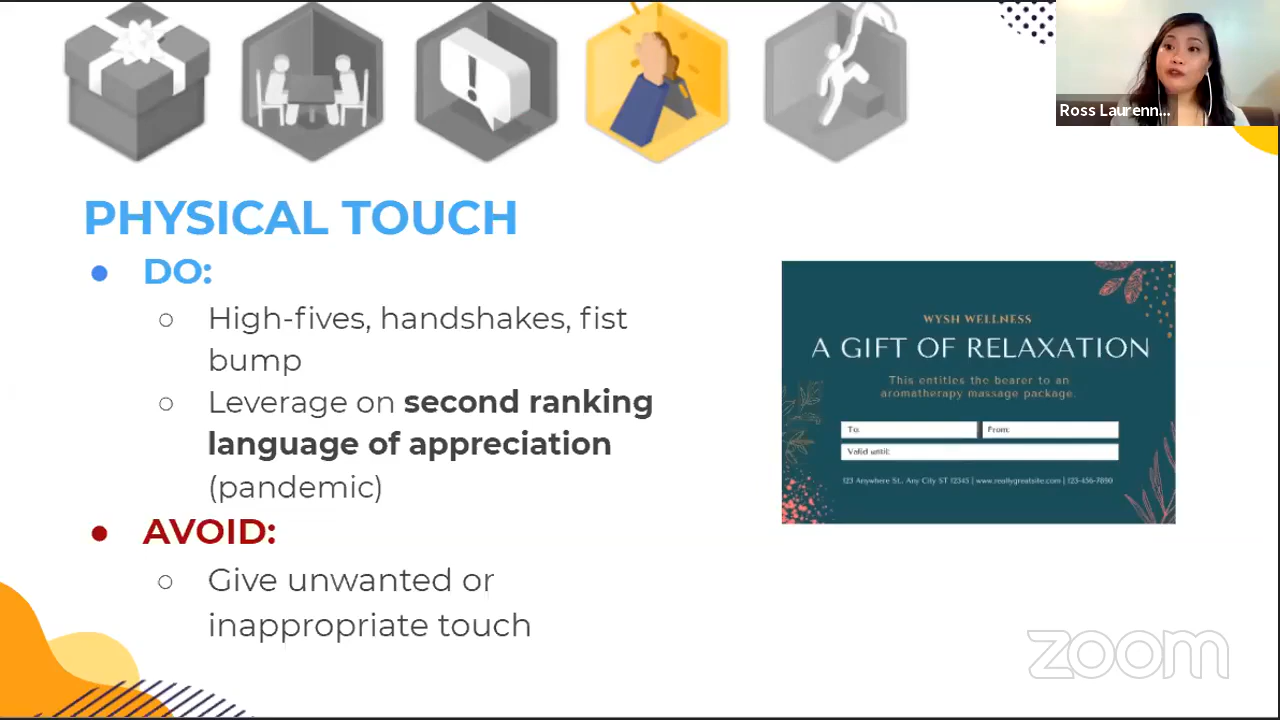 Ross Laurenn...
PHYSICAL TOUCH
● DO:
○ High-fives, handshakes, fist
bump
○ Leverage on second ranking
language of appreciation
(pandemic)
● AVOID:
○ Give unwanted or
inappropriate touch
WYSH WELLNESS
A GIFT OF RELAXATION
This entitles the bearer to an
aromatherapy massage package.
To: From:
Valid until:
123 Anywhere St., Any City ST 12345 | www.reallygreatsite.com | 123-456-7890
zoom